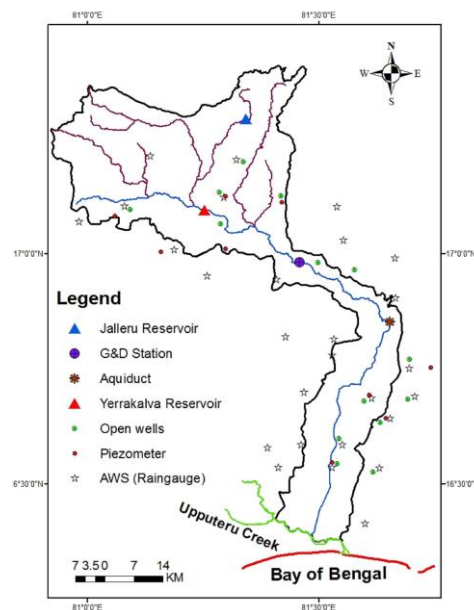 81°0'0"E
81°30'0"E
N
W
E
S
17°0'0"N
17°0'0"N
Legend
Jalleru Reservoir
G&D Station
Aquiduct
Yerrakalva Reservoir
Open wells
Piezometer
AWS (Raingauge)
6°30'0"N
16°30'0"N
Upputeru Creek
Bay of Bengal
7 3.5 0 7 14
KM
81°0'0"E
81°30'0"E